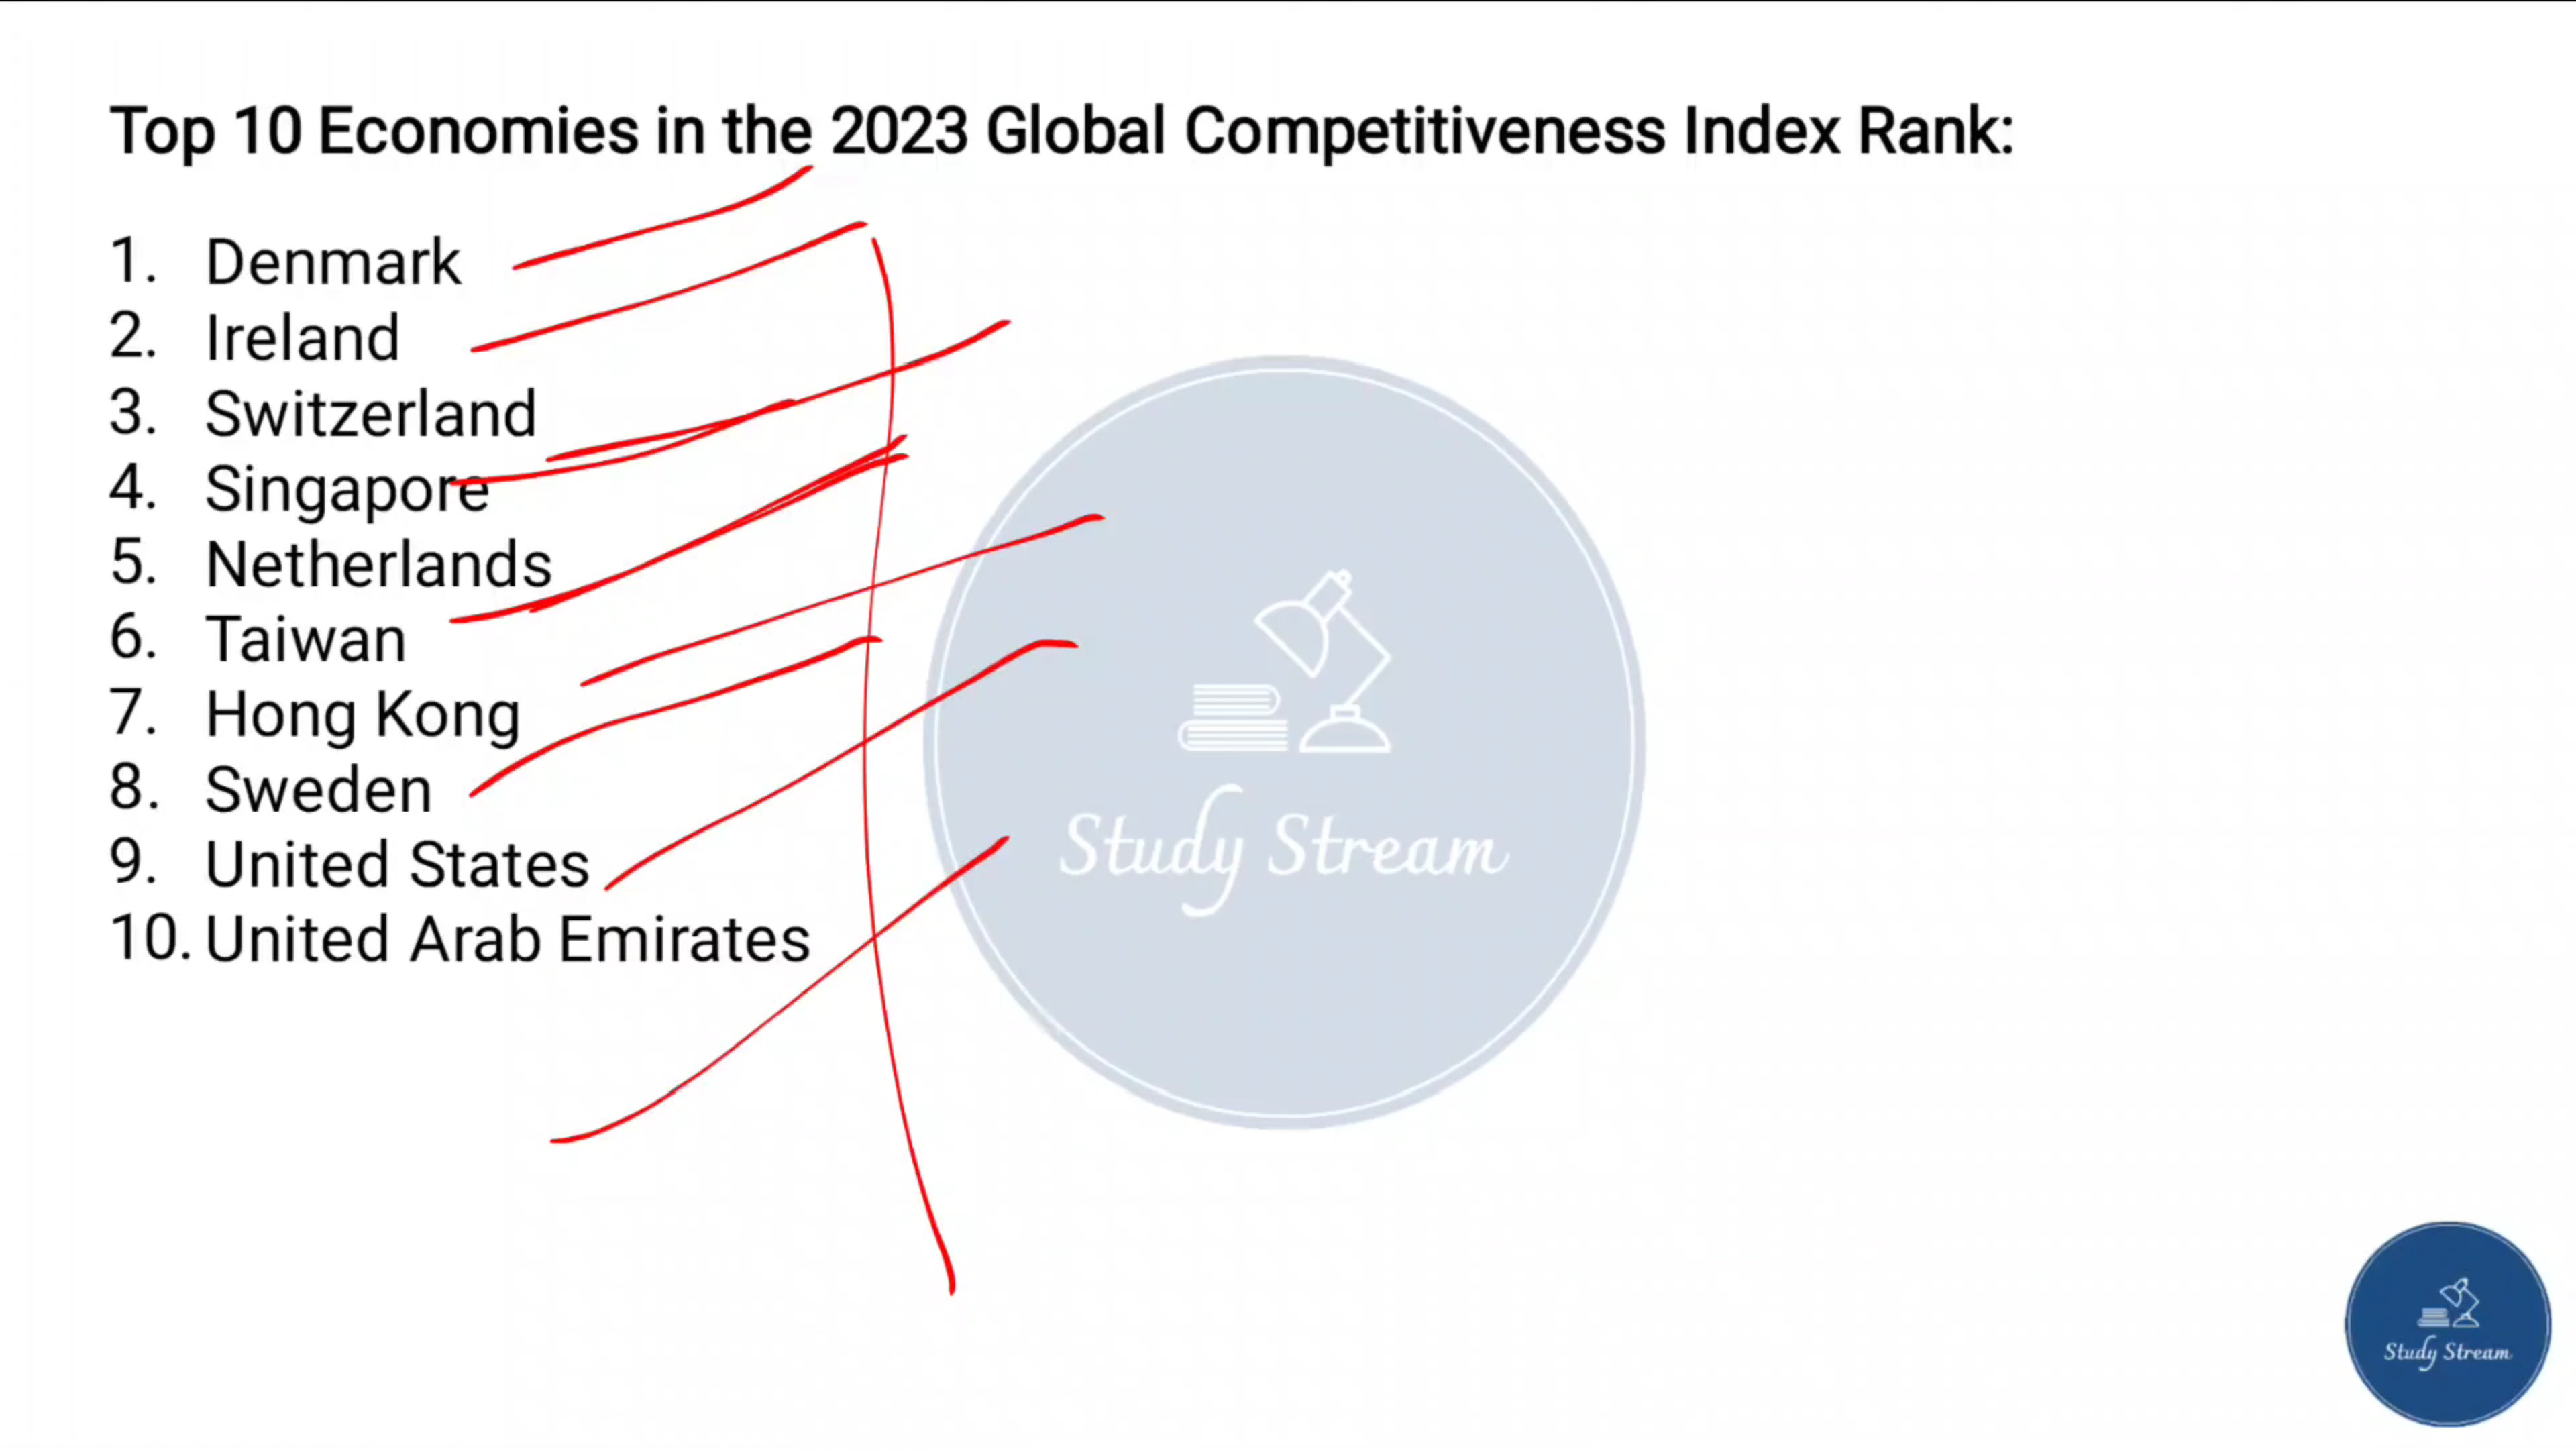 Top 10 Economies in the 2023 Global Competitiveness Index Rank:
1. Denmark
2. Ireland
3. Switzerland
4. Singapore
5. Netherlands
6. Taiwan
7. Hong Kong
8. Sweden
9. United States
10. United Arab Emirates
Study Stream
Study Stream